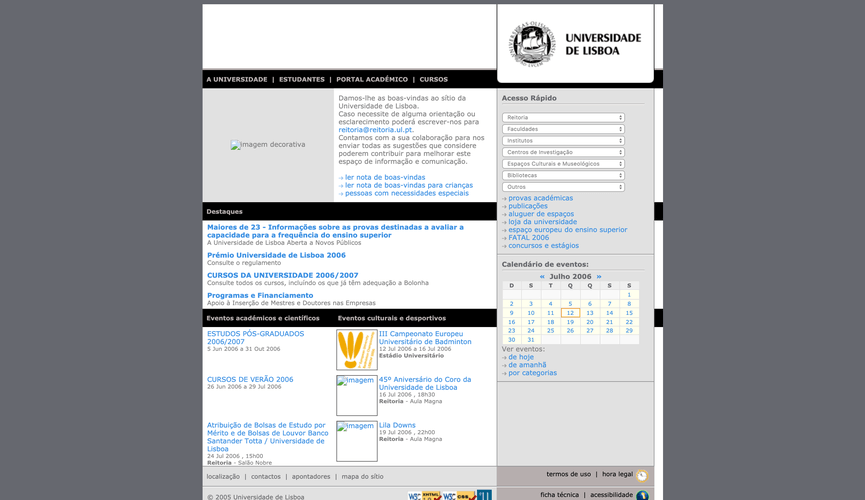 UNIVERSIDADE
DE LISBOA
A UNIVERSIDADE | ESTUDANTES | PORTAL ACADÉMICO | CURSOS
imagem decorativa
Damos-lhe as boas-vindas ao sítio da
Universidade de Lisboa.
Caso necessite de alguma orientação ou
esclarecimento poderá escrever-nos para
reitoria@reitoria.ul.pt.
Contamos com a sua colaboração para nos
enviar todas as sugestões que considere
poderem contribuir para melhorar este
espaço de informação e comunicação.
ler nota de boas-vindas
ler nota de boas-vindas para crianças
pessoas com necessidades especiais
Destaques
Maiores de 23 - Informações sobre as provas destinadas a avaliar a
capacidade para a frequência do ensino superior
A Universidade de Lisboa Aberta a Novos Públicos
Prémio Universidade de Lisboa 2006
Consulte o regulamento
CURSOS DA UNIVERSIDADE 2006/2007
Consulte todos os cursos, incluíndo os que já têm adequação a Bolonha
Programas e Financiamento
Apoio à Inserção de Mestres e Doutores nas Empresas
Eventos académicos e científicos
ESTUDOS PÓS-GRADUADOS
2006/2007
5 Jun 2006 a 31 Out 2006
CURSOS DE VERÃO 2006
26 Jun 2006 a 29 Jul 2006
Atribuição de Bolsas de Estudo por
Mérito e de Bolsas de Louvor Banco
Santander Totta / Universidade de
Lisboa
24 Jul 2006 , 15h00
Reitoria - Salão Nobre
Eventos culturais e desportivos
III Campeonato Europeu
Universitário de Badminton
12 Jul 2006 a 16 Jul 2006
Estádio Universitário
Imagem
45º Aniversário do Coro da
Universidade de Lisboa
16 Jul 2006 , 18h30
Reitoria - Aula Magna
Imagem
Lila Downs
19 Jul 2006 , 22h00
Reitoria - Aula Magna
Acesso Rápido
Reitoria
Faculdades
Institutos
Centros de Investigação
Espaços Culturais e Museológicos
Bibliotecas
Outros
provas académicas
publicações
aluguer de espaços
loja da universidade
espaço europeu do ensino superior
FATAL 2006
concursos e estágios
Calendário de eventos:
« Julho 2006 »
D S T Q Q S S
1
2 3 4 5 6 7 8
9 10 11 12 13 14 15
16 17 18 19 20 21 22
23 24 25 26 27 28 29
30 31
Ver eventos:
de hoje
de amanhã
por categorias
localização | contactos | apontadores | mapa do sítio
termos de uso | hora legal
© 2005 Universidade de Lisboa
W3C XHTML 1.0 W3C CSS
ficha técnica | acessibilidade